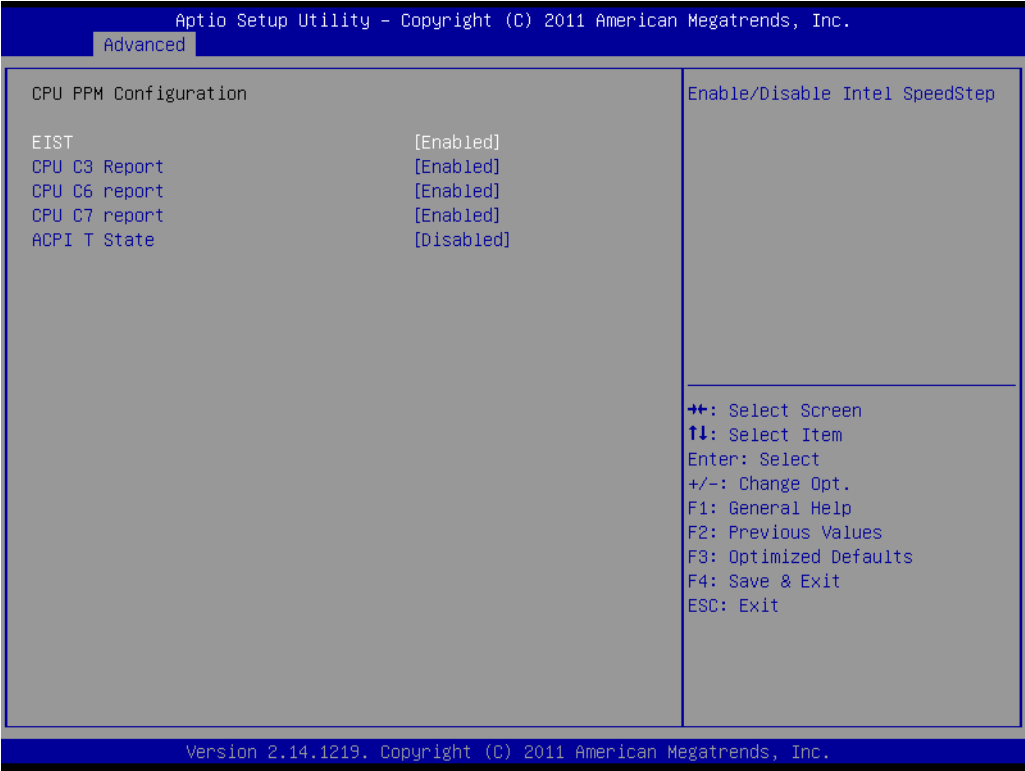 Aptio Setup Utility – Copyright (C) 2011 American Megatrends, Inc.
Advanced
CPU PPM Configuration
EIST [Enabled]
CPU C3 Report [Enabled]
CPU C6 report [Enabled]
CPU C7 report [Enabled]
ACPI T State [Disabled]
Enable/Disable Intel SpeedStep
→←: Select Screen
↑↓: Select Item
Enter: Select
+/-: Change Opt.
F1: General Help
F2: Previous Values
F3: Optimized Defaults
F4: Save & Exit
ESC: Exit
Version 2.14.1219. Copyright (C) 2011 American Megatrends, Inc.